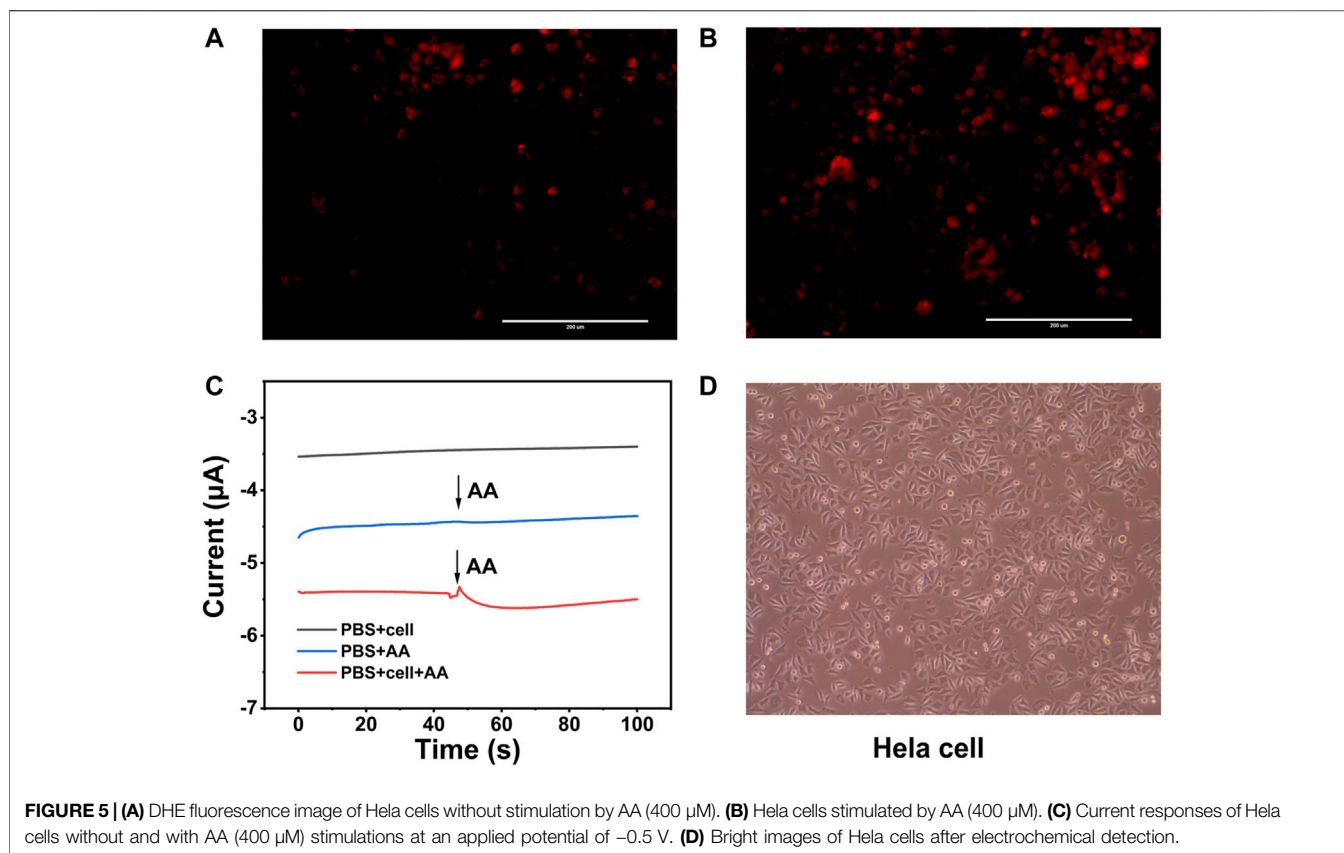 A
B
200 um
200 um
C
D
-3
-4
-5
-6
-7
Current (µA)
AA
AA
PBS+cell
PBS+AA
PBS+cell+AA
0 20 40 60 80 100
Time (s)
Hela cell
FIGURE 5 | (A) DHE fluorescence image of Hela cells without stimulation by AA (400 µM). (B) Hela cells stimulated by AA (400 µM). (C) Current responses of Hela
cells without and with AA (400 µM) stimulations at an applied potential of −0.5 V. (D) Bright images of Hela cells after electrochemical detection.